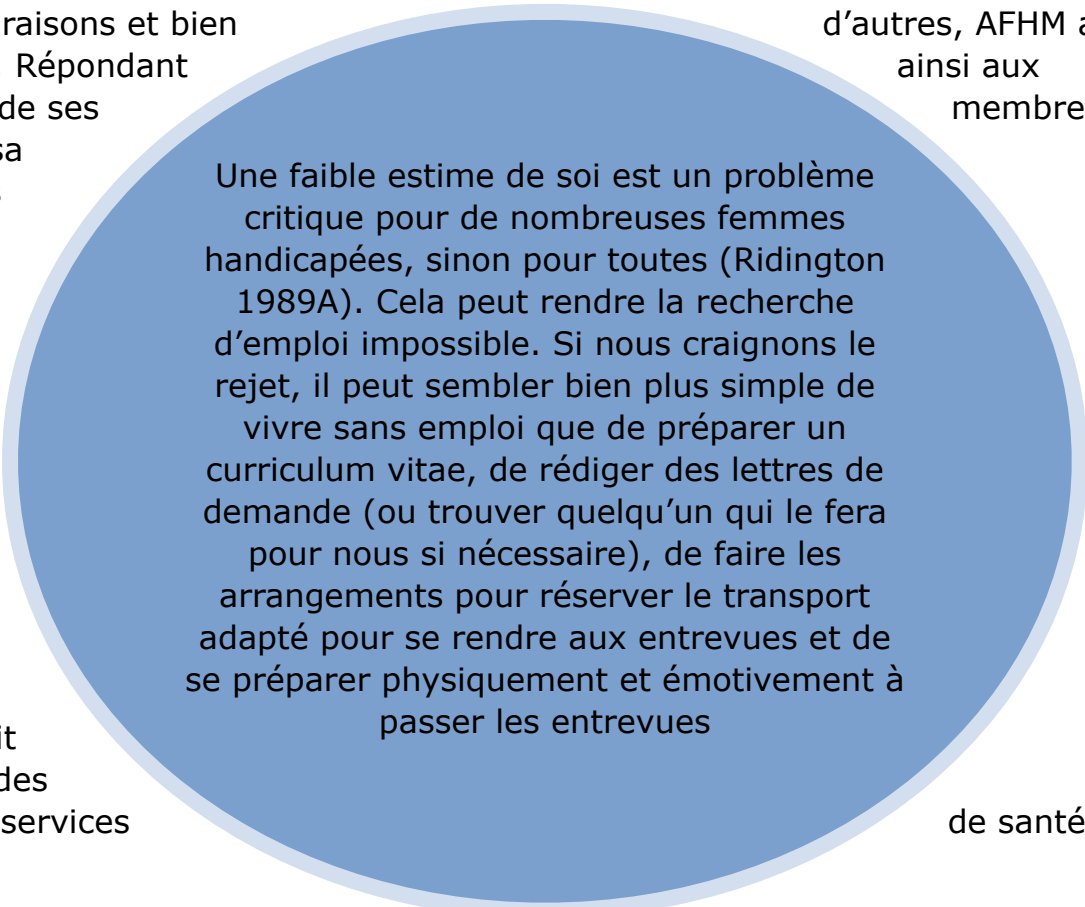 raisons et bien d'autres, AFHM a
Répondant ainsi aux
de ses membre
sa
Une faible estime de soi est un problème
critique pour de nombreuses femmes
handicapées, sinon pour toutes (Ridington
1989A). Cela peut rendre la recherche
d'emploi impossible. Si nous craignons le
rejet, il peut sembler bien plus simple de
vivre sans emploi que de préparer un
curriculum vitae, de rédiger des lettres de
demande (ou trouver quelqu'un qui le fera
pour nous si nécessaire), de faire les
arrangements pour réserver le transport
adapté pour se rendre aux entrevues et de
se préparer physiquement et émotivement à
passer les entrevues
it
des
services de santé